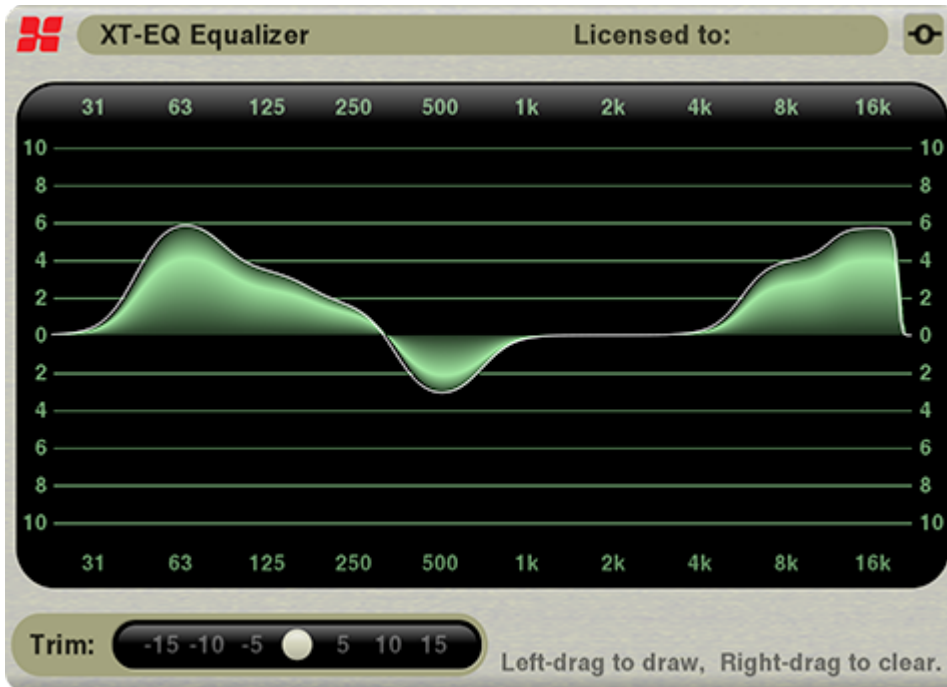 XT-EQ Equalizer Licensed to:
31 63 125 250 500 1k 2k 4k 8k 16k
10 10
8 8
6 6
4 4
2 2
0 0
2 2
4 4
6 6
8 8
10 10
31 63 125 250 500 1k 2k 4k 8k 16k
Trim: -15 -10 -5 5 10 15
Left-drag to draw, Right-drag to clear.